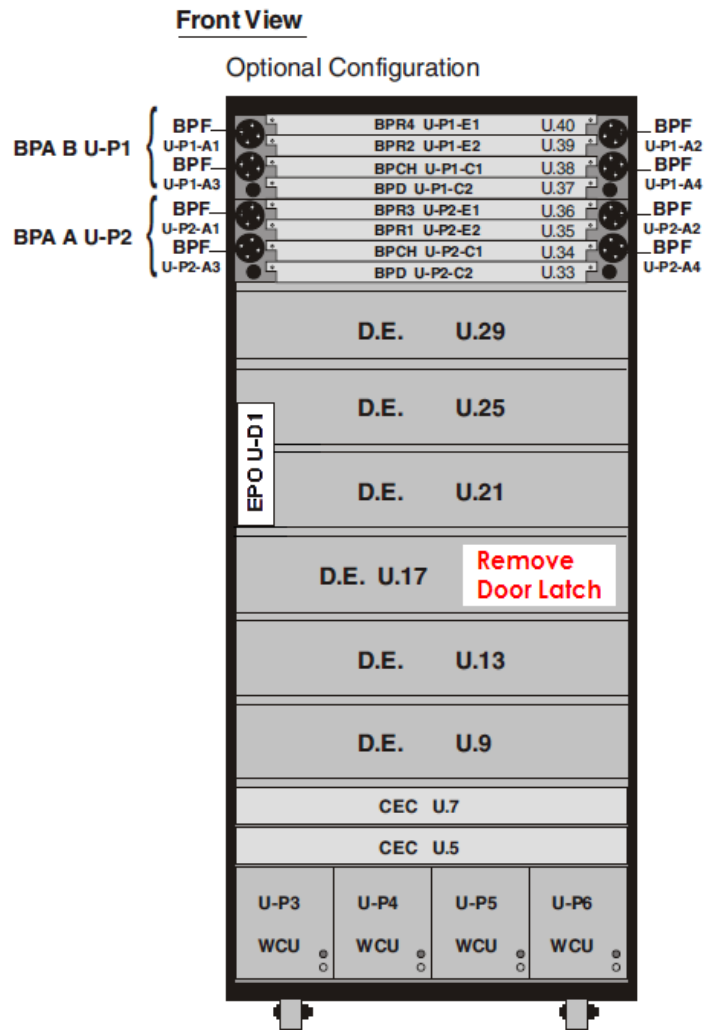 Front View
Optional Configuration
BPA B U-P1
BPF
U-P1-A1
BPF
U-P1-A3
BPR4 U-P1-E1 U.40
BPR2 U-P1-E2 U.39
BPCH U-P1-C1 U.38
BPD U-P1-C2 U.37
BPF
U-P1-A2
BPF
U-P1-A4
BPA A U-P2
BPF
U-P2-A1
BPF
U-P2-A3
BPR3 U-P2-E1 U.36
BPR1 U-P2-E2 U.35
BPCH U-P2-C1 U.34
BPD U-P2-C2 U.33
BPF
U-P2-A2
BPF
U-P2-A4
D.E. U.29
D.E. U.25
EPO U-D1
D.E. U.21
D.E. U.17
Remove
Door Latch
D.E. U.13
D.E. U.9
CEC U.7
CEC U.5
U-P3 U-P4 U-P5 U-P6
WCU WCU WCU WCU